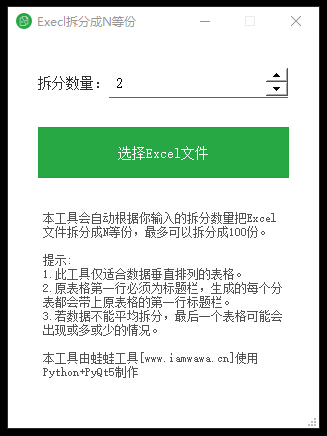 Execl拆分成N等份
拆分数量： 2
选择Excel文件
本工具会自动根据你输入的拆分数量把Excel
文件拆分成N等份，最多可以拆分成100份。
提示:
1.此工具仅适合数据垂直排列的表格。
2.原表格第一行必须为标题栏，生成的每个分
表都会带上原表格的第一行标题栏。
3.若数据不能平均拆分，最后一个表格可能会
出现或多或少的情况。
本工具由蛙蛙工具[www.iamwawa.cn]使用
Python+PyQt5制作